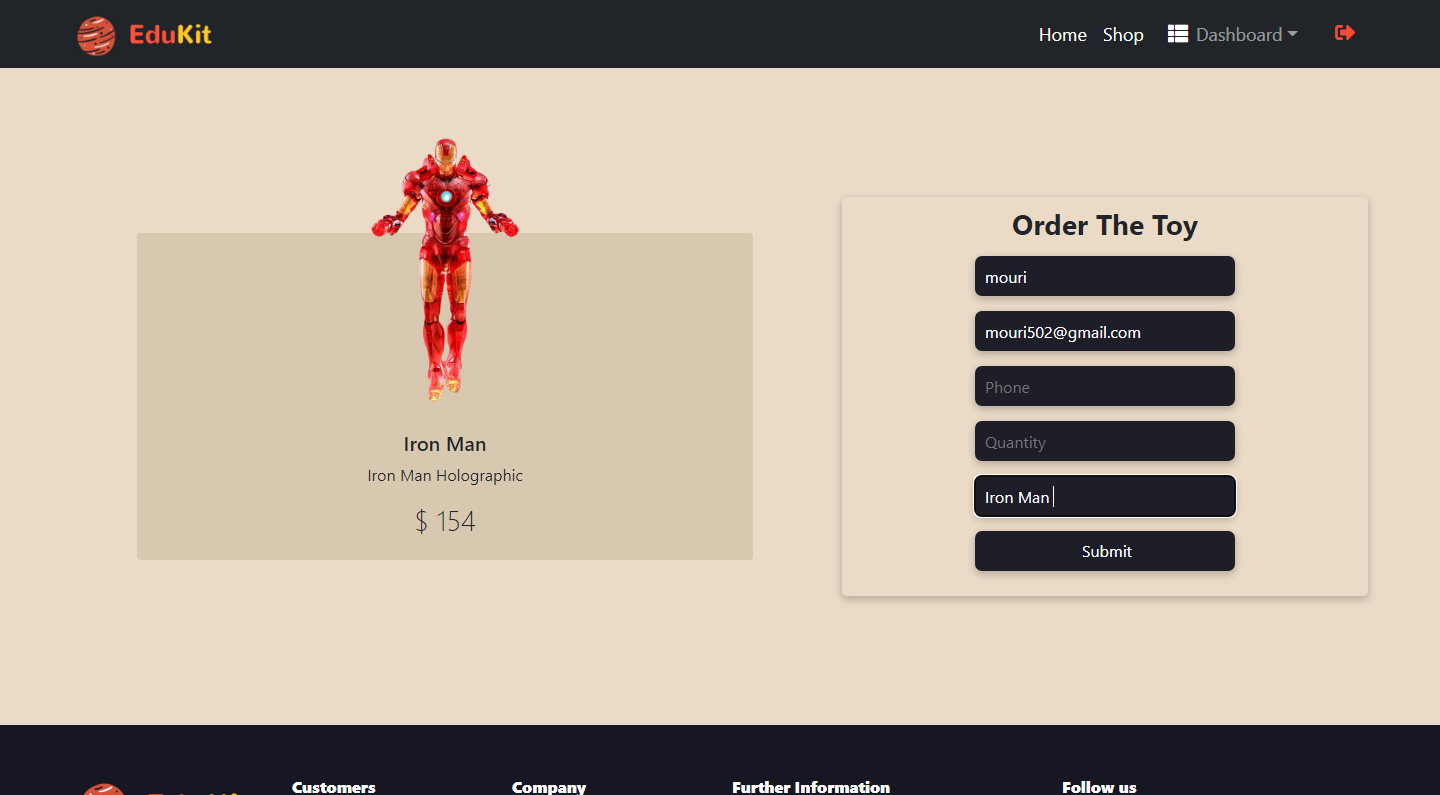 EduKit
Home Shop Dashboard
Order The Toy
mouri
mouri502@gmail.com
Phone
Quantity
Iron Man
Submit
Iron Man
Iron Man Holographic
$ 154
Customers Company Further Information Follow us